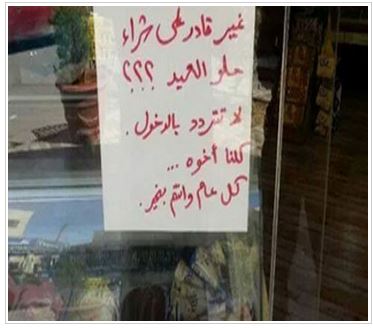 غير قادر على شراء
حلو العيد ؟؟؟
لا تتردد بالدخول .
كلنا أخوه ...
كل عام وانتم بخير.